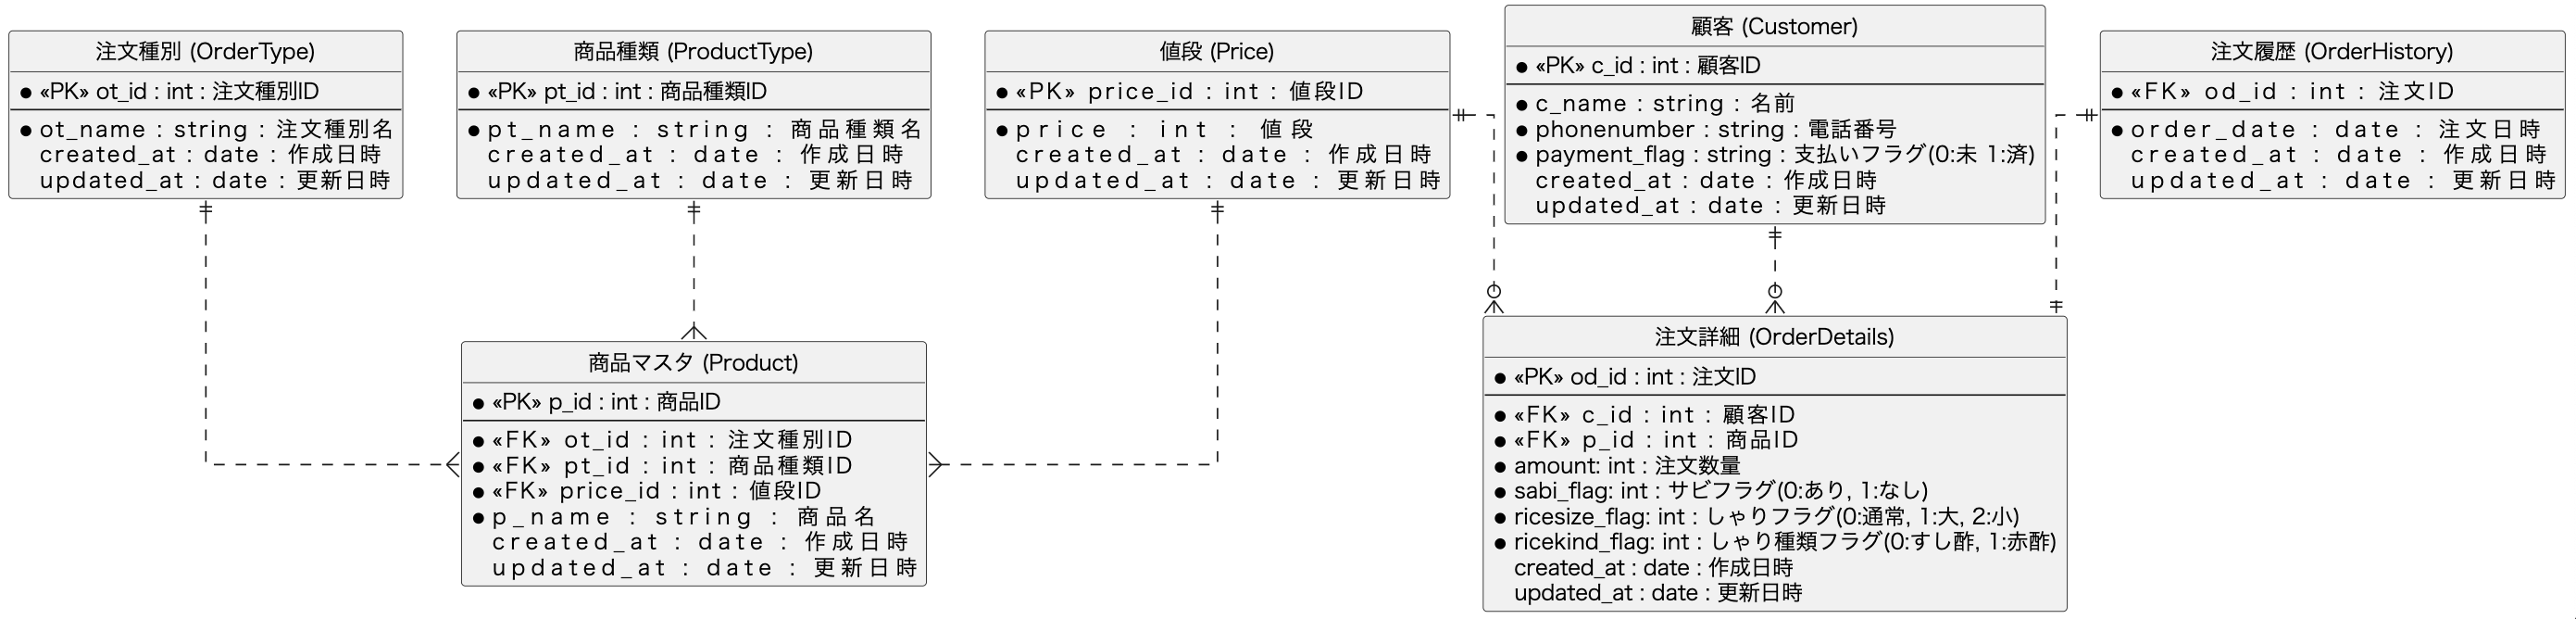 注文種別 (OrderType)
«PK» ot_id : int : 注文種別ID
ot_name : string : 注文種別名
created_at : date : 作成日時
updated_at : date : 更新日時
商品種類 (ProductType)
«PK» pt_id : int : 商品種類ID
pt_name : string : 商品種類名
created_at : date : 作成日時
updated_at : date : 更新日時
値段 (Price)
«PK» price_id : int : 値段ID
price : int : 値段
created_at : date : 作成日時
updated_at : date : 更新日時
顧客 (Customer)
«PK» c_id : int : 顧客ID
c_name : string : 名前
phonenumber : string : 電話番号
payment_flag : string : 支払いフラグ(0:未 1:済)
created_at : date : 作成日時
updated_at : date : 更新日時
注文履歴 (OrderHistory)
«FK» od_id : int : 注文ID
order_date : date : 注文日時
created_at : date : 作成日時
updated_at : date : 更新日時
商品マスタ (Product)
«PK» p_id : int : 商品ID
«FK» ot_id : int : 注文種別ID
«FK» pt_id : int : 商品種類ID
«FK» price_id : int : 値段ID
p_name : string : 商品名
created_at : date : 作成日時
updated_at : date : 更新日時
注文詳細 (OrderDetails)
«PK» od_id : int : 注文ID
«FK» c_id : int : 顧客ID
«FK» p_id : int : 商品ID
amount: int : 注文数量
sabi_flag: int : サビフラグ(0:あり, 1:なし)
ricesize_flag: int : しゃりフラグ(0:通常, 1:大, 2:小)
ricekind_flag: int : しゃり種類フラグ(0:すし酢, 1:赤酢)
created_at : date : 作成日時
updated_at : date : 更新日時